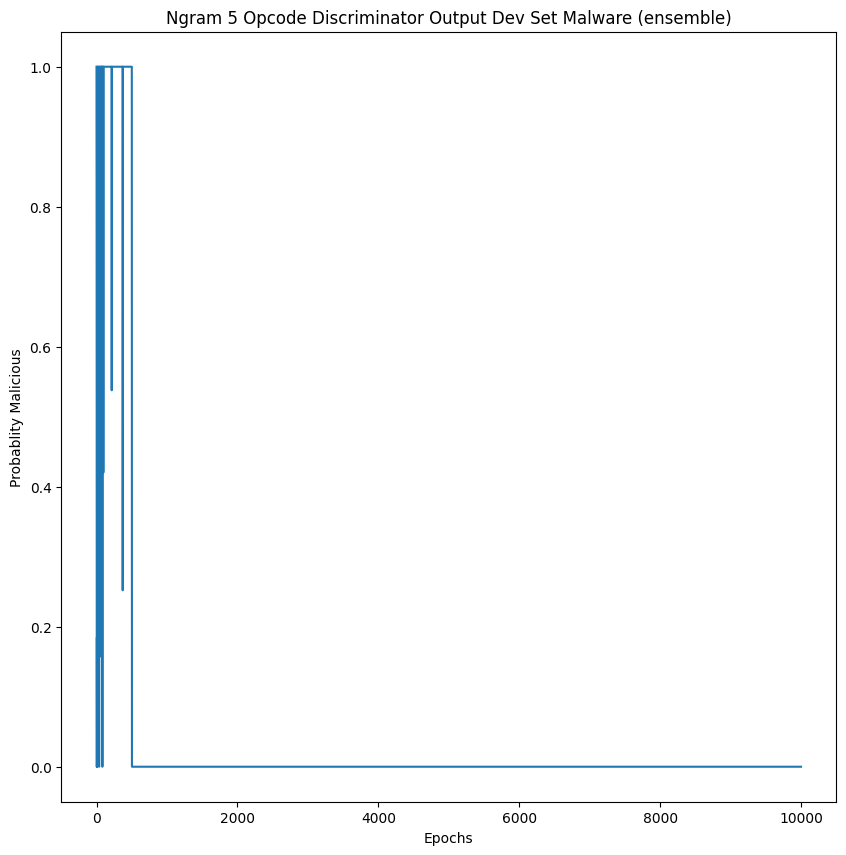 Ngram 5 Opcode Discriminator Output Dev Set Malware (ensemble)
1.0
0.8
0.6
0.4
0.2
0.0
Probablity Malicious
0 2000 4000 6000 8000 10000
Epochs